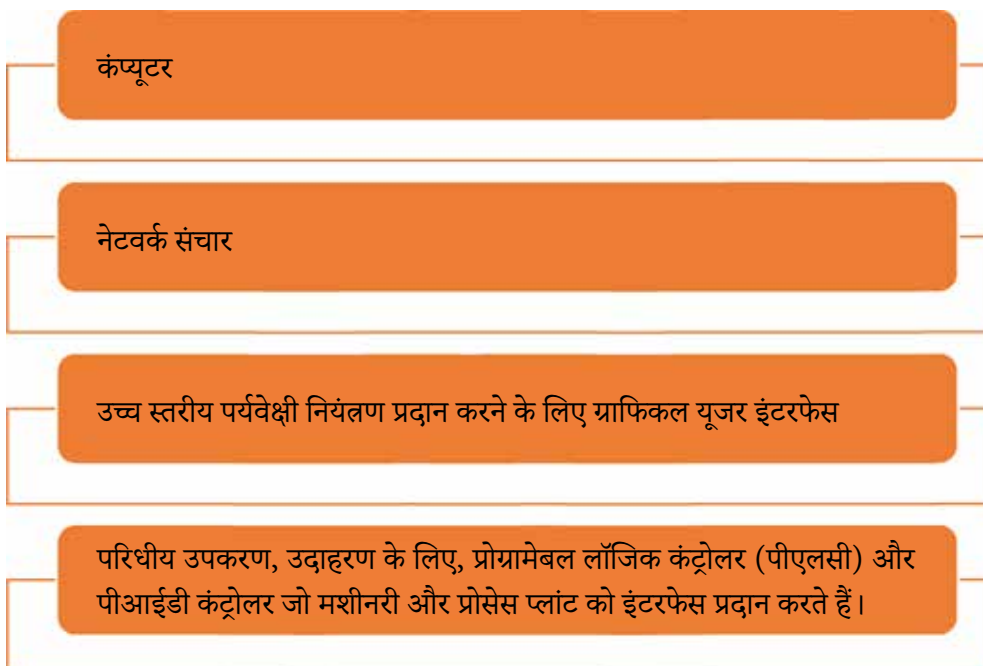 कंप्यूटर
नेटवर्क संचार
उच्च स्तरीय पर्यवेक्षी नियंत्रण प्रदान करने के लिए ग्राफिकल यूजर इंटरफेस
परिधीय उपकरण, उदाहरण के लिए, प्रोग्रामेबल लॉजिक कंट्रोलर (पीएलसी) और
पीआईडी कंट्रोलर जो मशीनरी और प्रोसेस प्लांट को इंटरफेस प्रदान करते हैं।